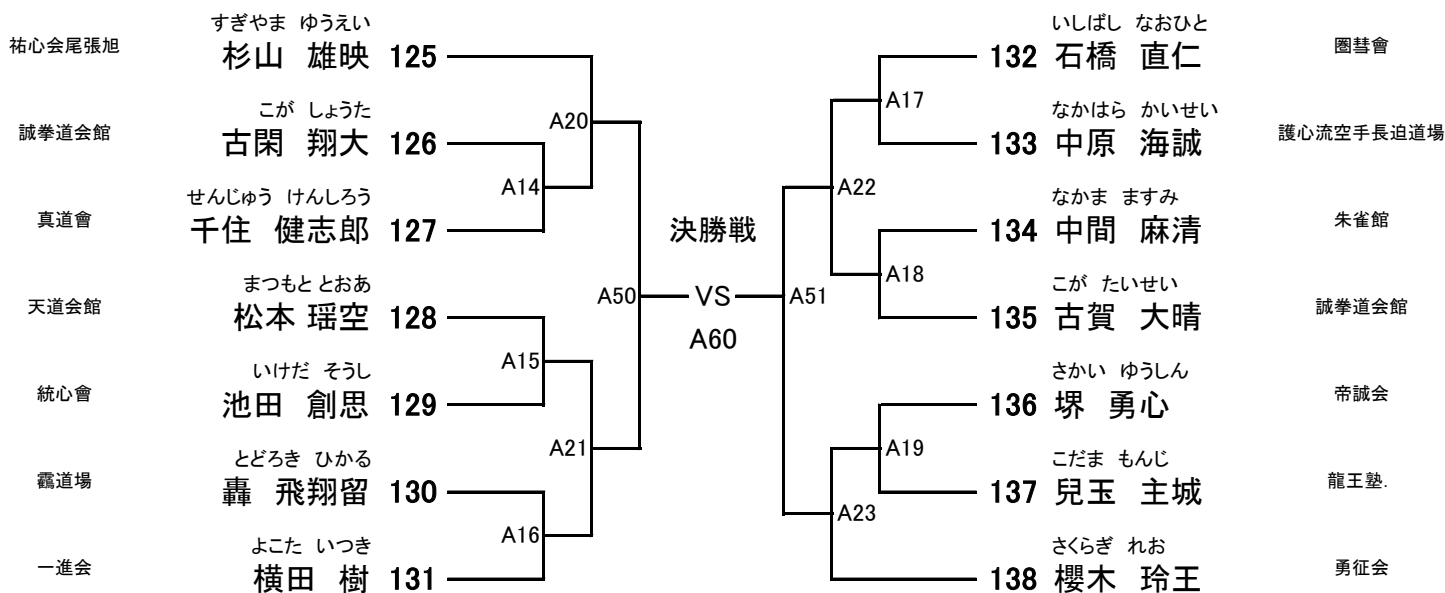 すぎやま ゆうえい
祐心会尾張旭 杉山 雄映 125
こが しょうた
誠拳道会館 古閑 翔大 126
せんじゅう けんしろう
真道會 千住 健志郎 127
まつもと とおあ
天道会館 松本 瑶空 128
いけだ そうし
統心會 池田 創思 129
とどろき ひかる
靍道場 轟 飛翔留 130
よこた いつき
一進会 横田 樹 131
A20
A14
A15
A21
A16
A50
決勝戦
VS
A60
A51
A17
A22
A18
A19
A23
いしばし なおひと
132 石橋 直仁 圏彗會
なかはら かいせい
133 中原 海誠 護心流空手長迫道場
なかま ますみ
134 中間 麻清 朱雀館
こが たいせい
135 古賀 大晴 誠拳道会館
さかい ゆうしん
136 堺 勇心 帝誠会
こだま もんじ
137 兒玉 主城 龍王塾.
さくらぎ れお
138 櫻木 玲王 勇征会